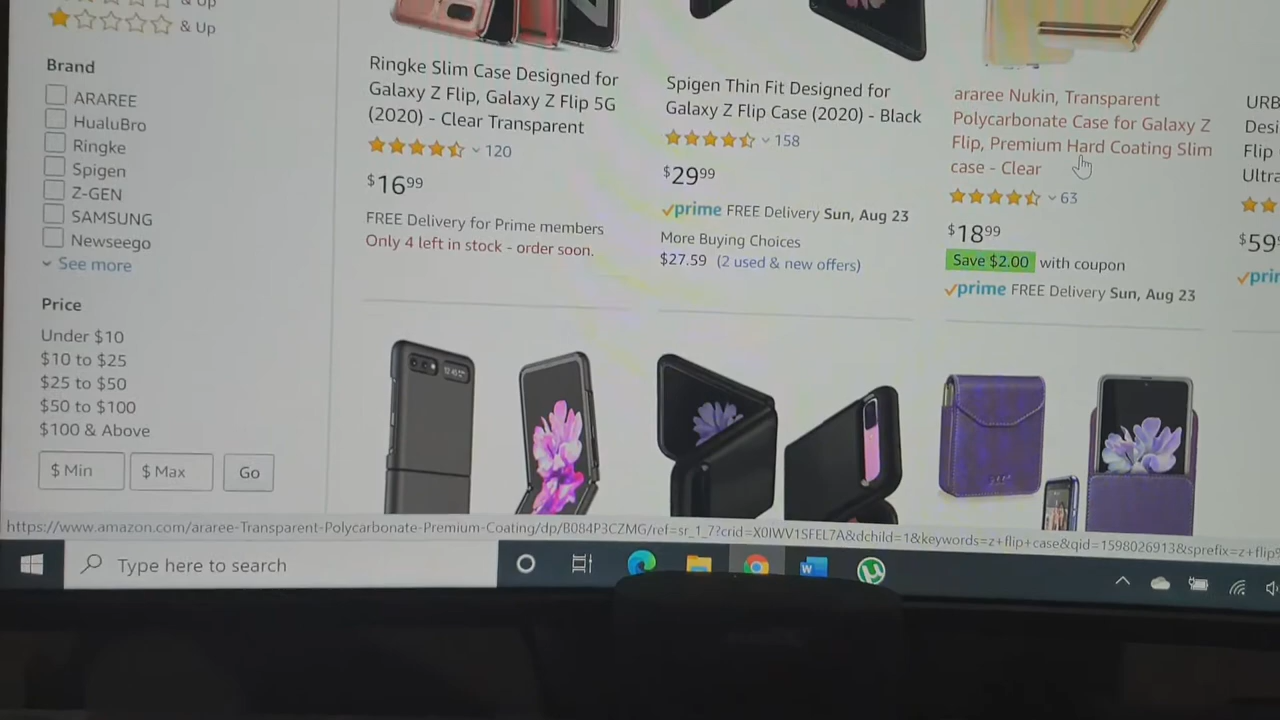 & Up
& Up
Brand
ARAREE
HualuBro
Ringke
Spigen
Z-GEN
SAMSUNG
Newseego
See more
Price
Under $10
$10 to $25
$25 to $50
$50 to $100
$100 & Above
$ Min
$ Max
Go
Ringke Slim Case Designed for
Galaxy Z Flip, Galaxy Z Flip 5G
(2020) - Clear Transparent
120
$16.99
FREE Delivery for Prime members
Only 4 left in stock - order soon.
Spigen Thin Fit Designed for
Galaxy Z Flip Case (2020) - Black
158
$29.99
prime FREE Delivery Sun, Aug 23
More Buying Choices
$27.59 (2 used & new offers)
araree Nukin, Transparent
Polycarbonate Case for Galaxy Z
Flip, Premium Hard Coating Slim
case - Clear
63
$18.99
Save $2.00 with coupon
prime FREE Delivery Sun, Aug 23
URB
Desi
Flip
Ultra
$59
prin
https://www.amazon.com/araree-Transparent-Polycarbonate-Premium-Coating/dp/B084P3CZMG/ref=sr_1_7?crid=X0IWV1SFEL7A&dchild=1&keywords=z+flip+case&qid=1598026913&sprefix=z+flip%
Type here to search